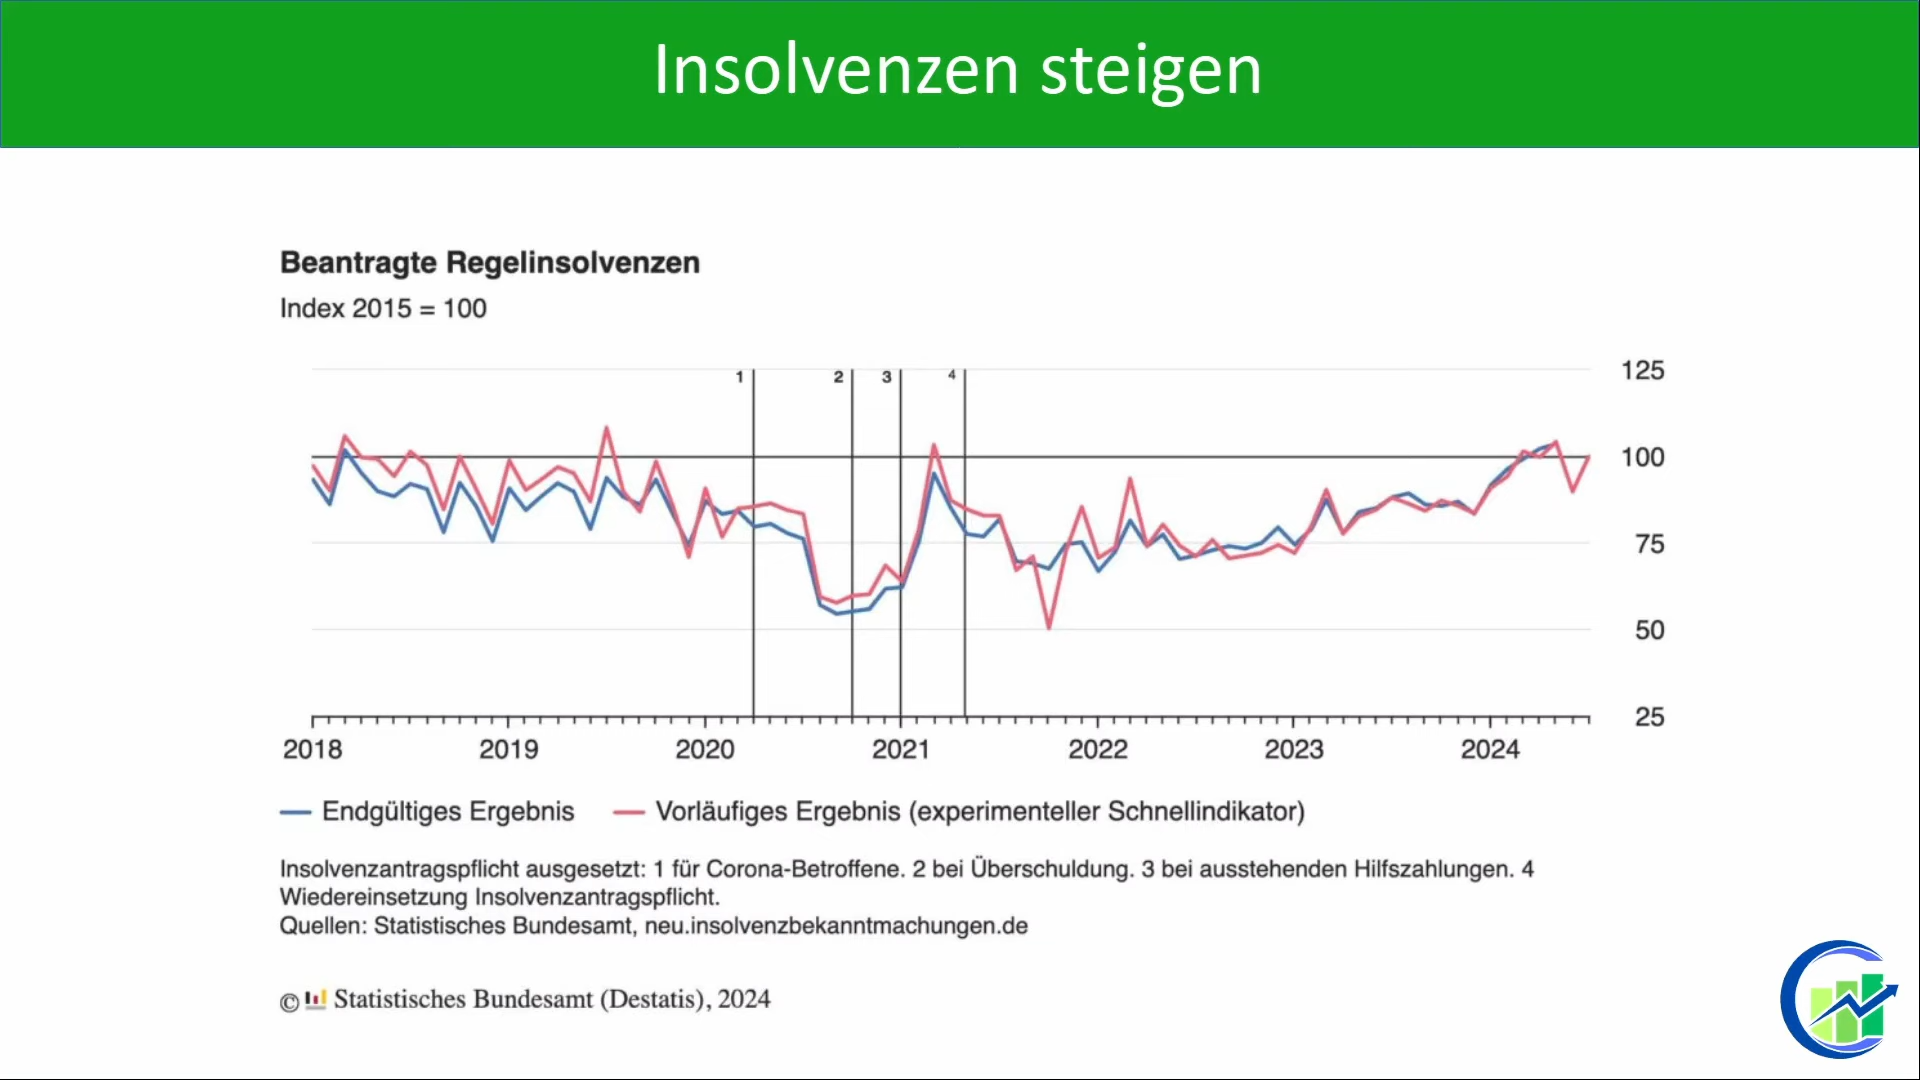 Insolvenzen steigen
Beantragte Regelinsolvenzen
Index 2015 = 100
1 2 3 4
125
100
75
50
25
2018 2019 2020 2021 2022 2023 2024
Endgültiges Ergebnis Vorläufiges Ergebnis (experimenteller Schnellindikator)
Insolvenzantragspflicht ausgesetzt: 1 für Corona-Betroffene. 2 bei Überschuldung. 3 bei ausstehenden Hilfszahlungen. 4
Wiedereinsetzung Insolvenzantragspflicht.
Quellen: Statistisches Bundesamt, neu.insolvenzbekanntmachungen.de
© Statistisches Bundesamt (Destatis), 2024